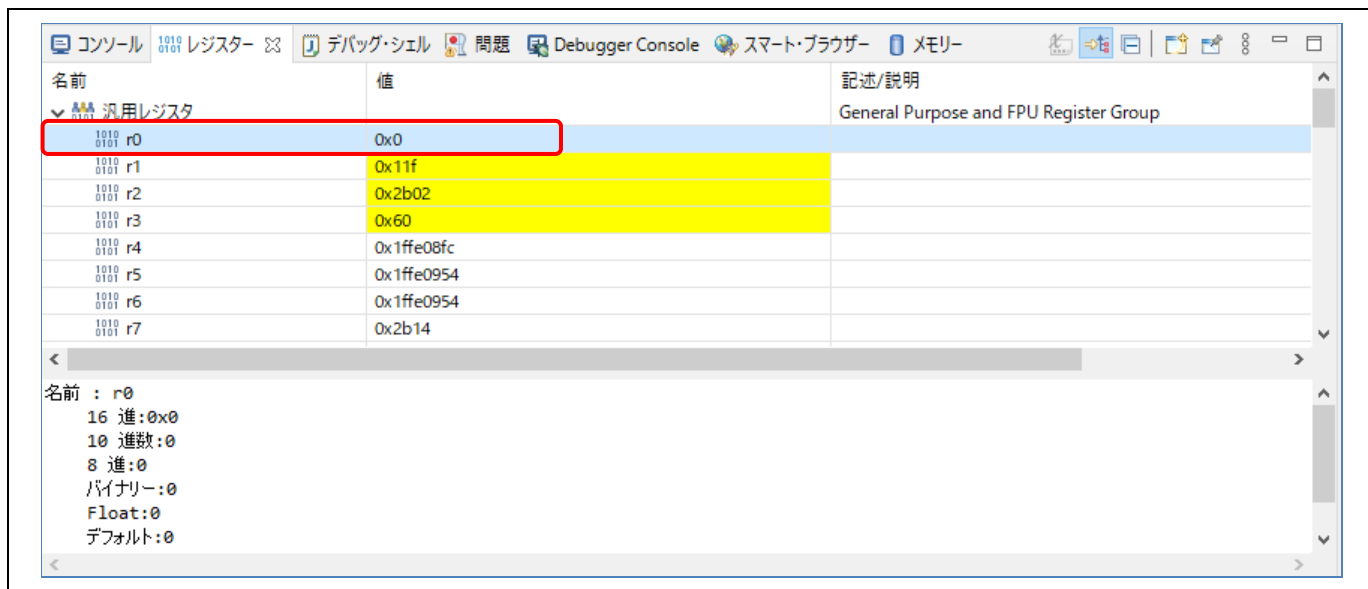 コンソール レジスター デバッグ・シェル 問題 Debugger Console スマート・ブラウザー メモリー
名前 値 記述/説明
汎用レジスタ General Purpose and FPU Register Group
r0 0x0
r1 0x11f
r2 0x2b02
r3 0x60
r4 0x1ffe08fc
r5 0x1ffe0954
r6 0x1ffe0954
r7 0x2b14
名前 : r0
16 進:0x0
10 進数:0
8 進:0
バイナリー:0
Float:0
デフォルト:0